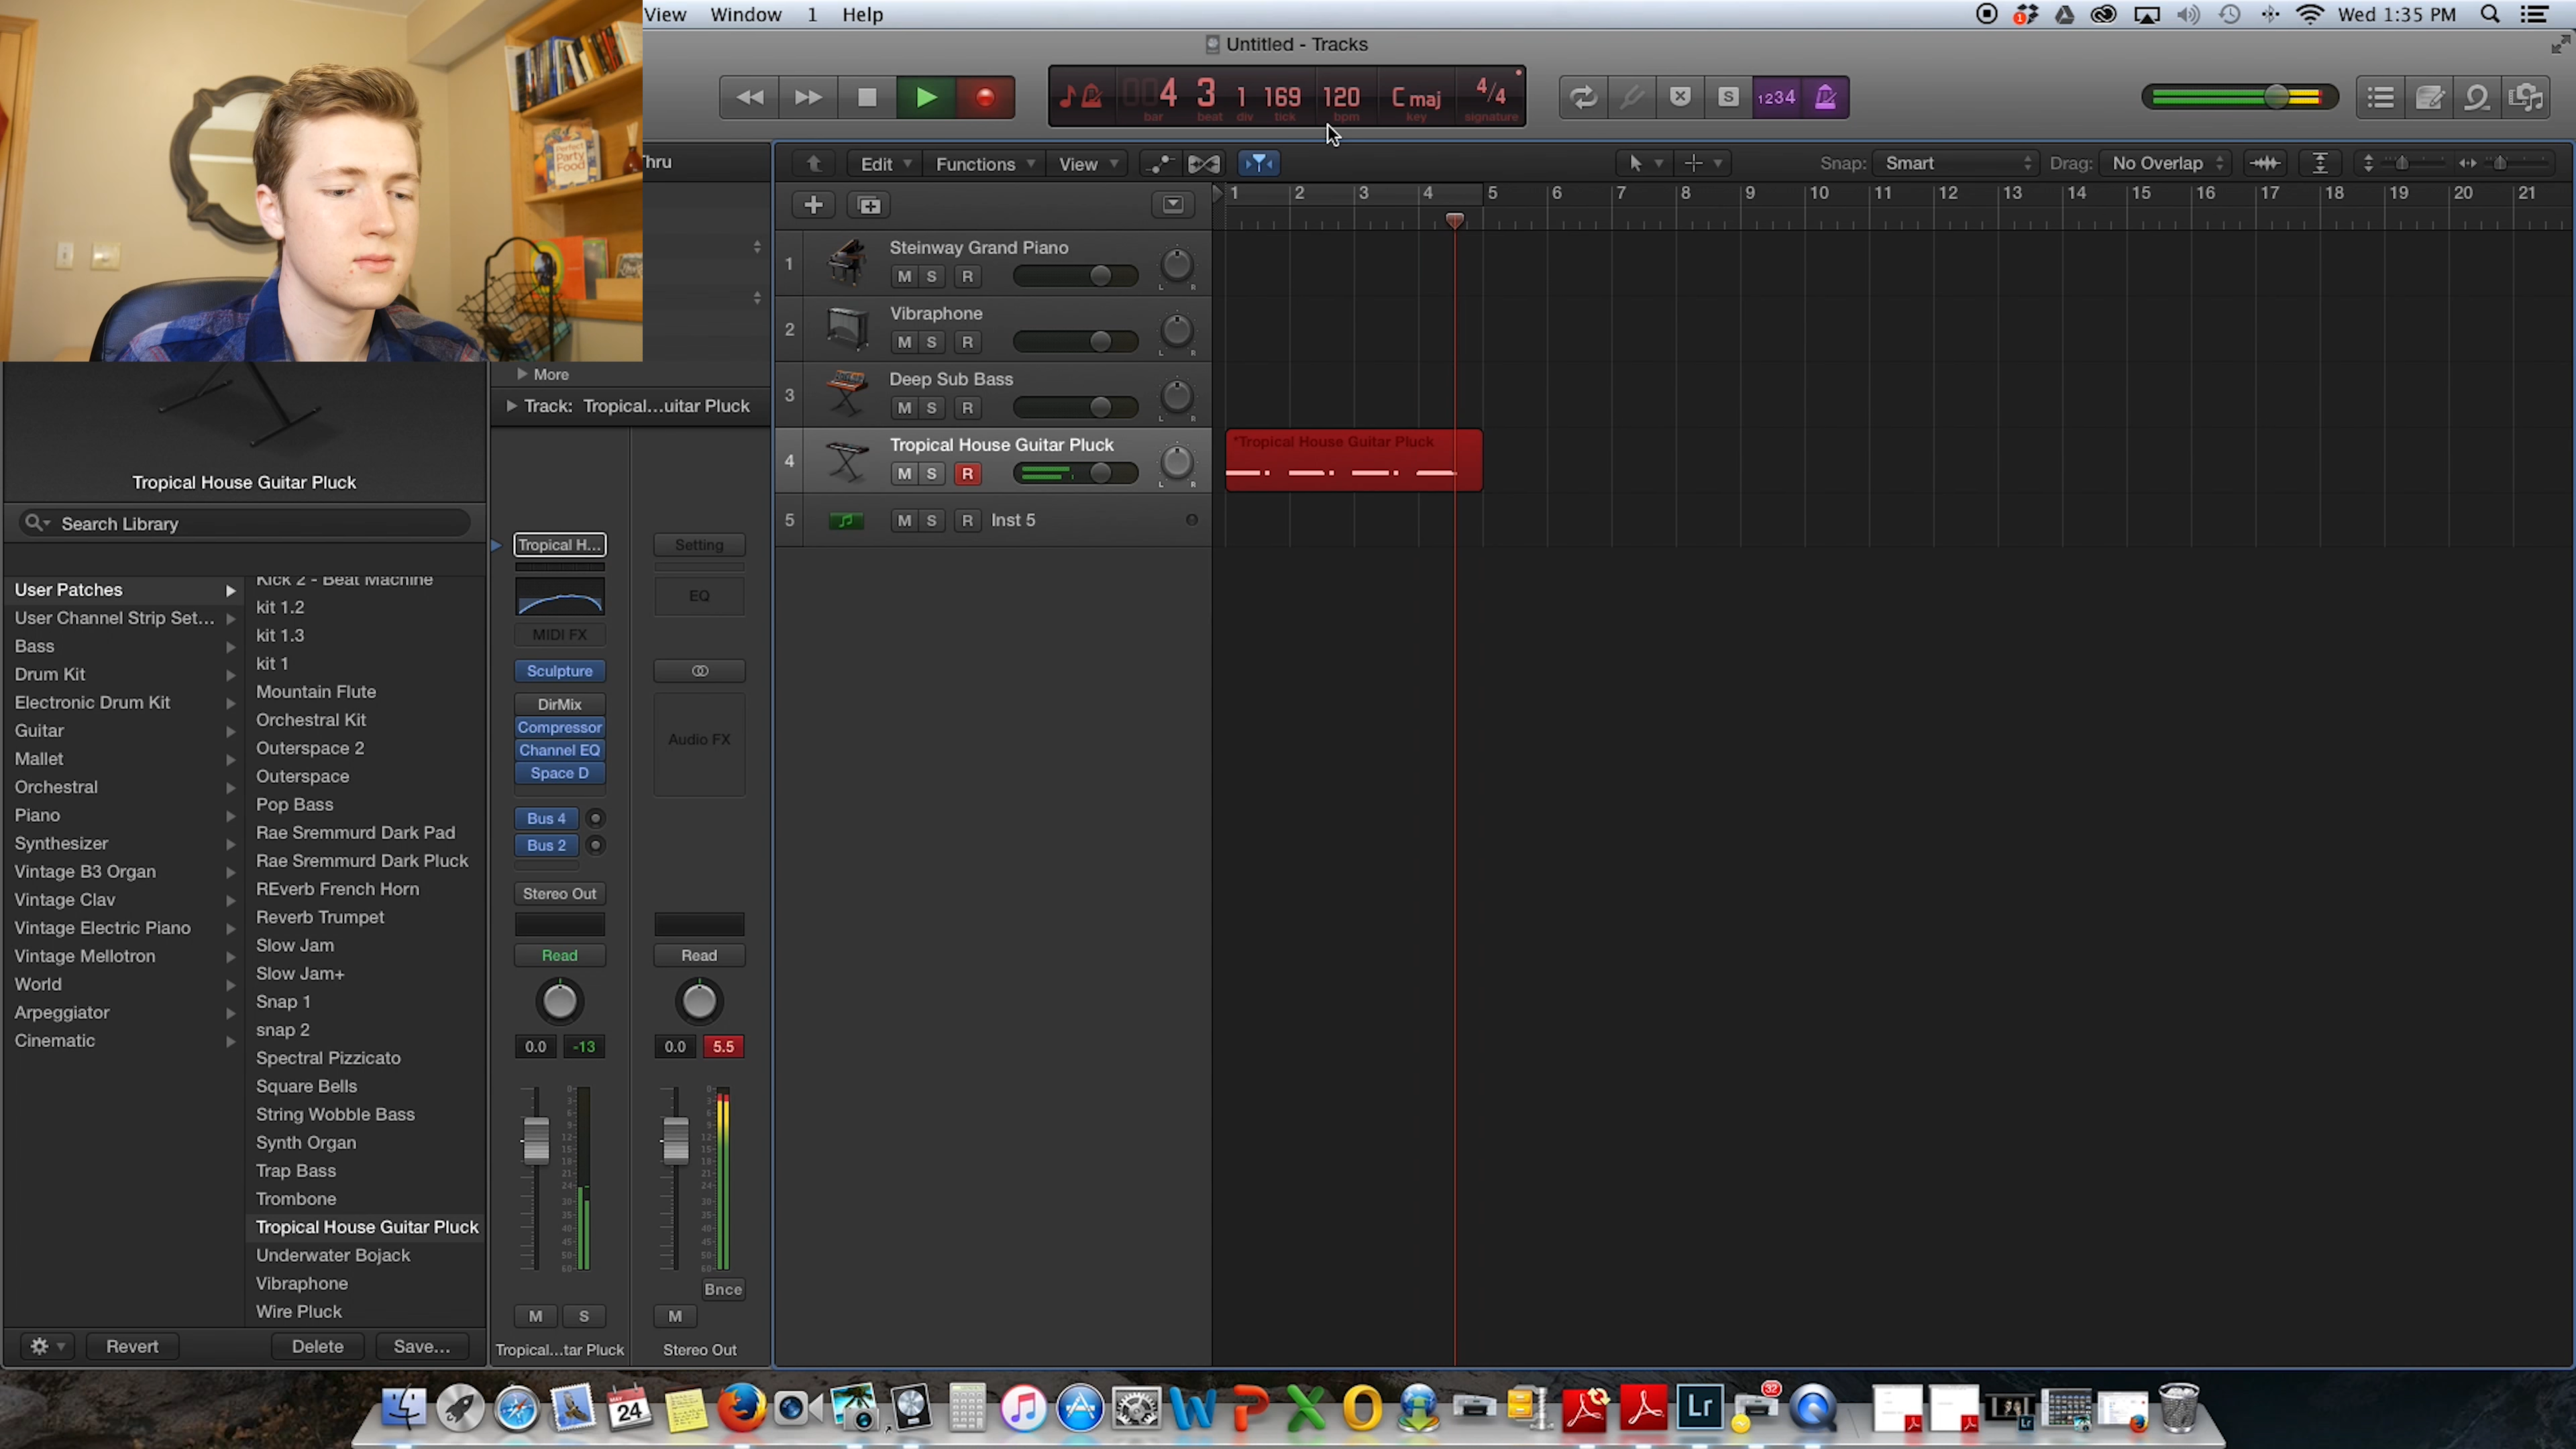 View Window 1 Help
Wed 1:35 PM
Untitled - Tracks
4 3 1 169 120 C maj 4/4
bar beat div tick bpm key signature
S 1234
Perfect Party Food
Thru
Edit Functions View
Snap: Smart Drag: No Overlap
1 2 3 4 5 6 7 8 9 10 11 12 13 14 15 16 17 18 19 20 21
1 Steinway Grand Piano
M S R
L R
2 Vibraphone
M S R
L R
3 Deep Sub Bass
M S R
L R
4 Tropical House Guitar Pluck
M S R
L R
*Tropical House Guitar Pluck
5 M S R Inst 5
More
Track: Tropical...uitar Pluck
Tropical House Guitar Pluck
Search Library
User Patches
User Channel Strip Set...
Bass
Drum Kit
Electronic Drum Kit
Guitar
Mallet
Orchestral
Piano
Synthesizer
Vintage B3 Organ
Vintage Clav
Vintage Electric Piano
Vintage Mellotron
World
Arpeggiator
Cinematic
Kick 2 - Beat Machine
kit 1.2
kit 1.3
kit 1
Mountain Flute
Orchestral Kit
Outerspace 2
Outerspace
Pop Bass
Rae Sremmurd Dark Pad
Rae Sremmurd Dark Pluck
REverb French Horn
Reverb Trumpet
Slow Jam
Slow Jam+
Snap 1
snap 2
Spectral Pizzicato
Square Bells
String Wobble Bass
Synth Organ
Trap Bass
Trombone
Tropical House Guitar Pluck
Underwater Bojack
Vibraphone
Wire Pluck
Revert Delete Save...
Tropical H...
MIDI FX
Sculpture
DirMix
Compressor
Channel EQ
Space D
Bus 4
Bus 2
Stereo Out
Read
0.0 -13
M S
Tropical...tar Pluck
Setting
EQ
Audio FX
Read
0.0 5.5
Bnce
M
Stereo Out
MAY
24
Lr
32